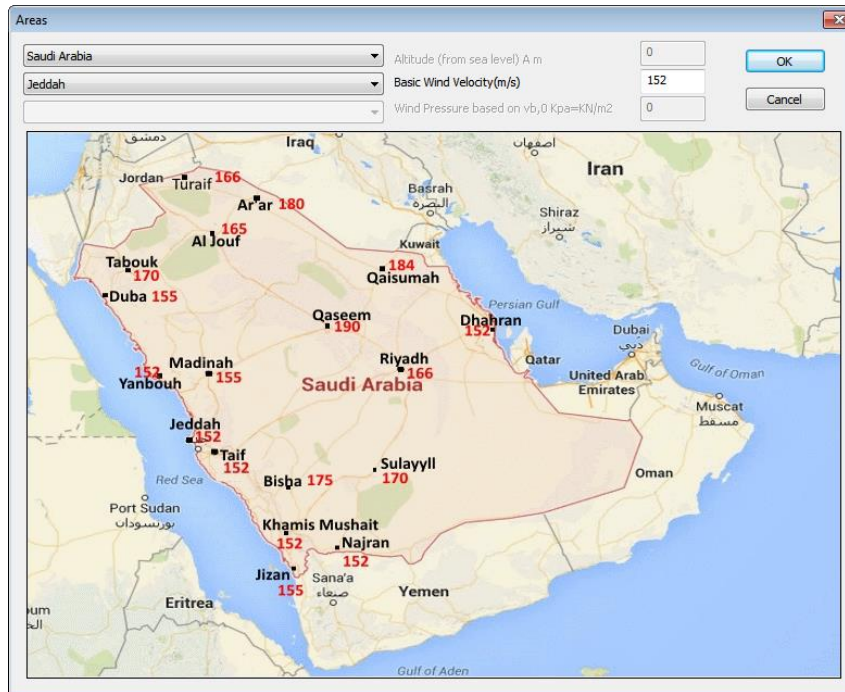 Areas
Saudi Arabia
Altitude (from sea level) A m
0
OK
Jeddah
Basic Wind Velocity(m/s)
152
Wind Pressure based on vb,0 Kpa=KN/m2
0
Cancel
دمشق
Iraq
اصفهان
Iran
Jordan
Turaif 166
Ar'ar 180
Basrah
البصرة
165
Al Jouf
Shiraz
شیراز
Kuwait
Tabouk
170
184
Qaisumah
Duba 155
Persian Gulf
Qaseem
190
Dhahran
152
Dubai
دبي
Madinah
155
152
Yanbouh
Riyadh
166
Qatar
United Arab
Emirates
Gulf of Oman
Saudi Arabia
Muscat
مسقط
Jeddah
152
Taif
152
Red Sea
Bisha 175
Sulayyll
170
Oman
Port Sudan
بورتسودان
Khamis Mushait
152
Najran
152
Jizan
155
Sana'a
صنعاء
Yemen
Eritrea
Gulf of Aden